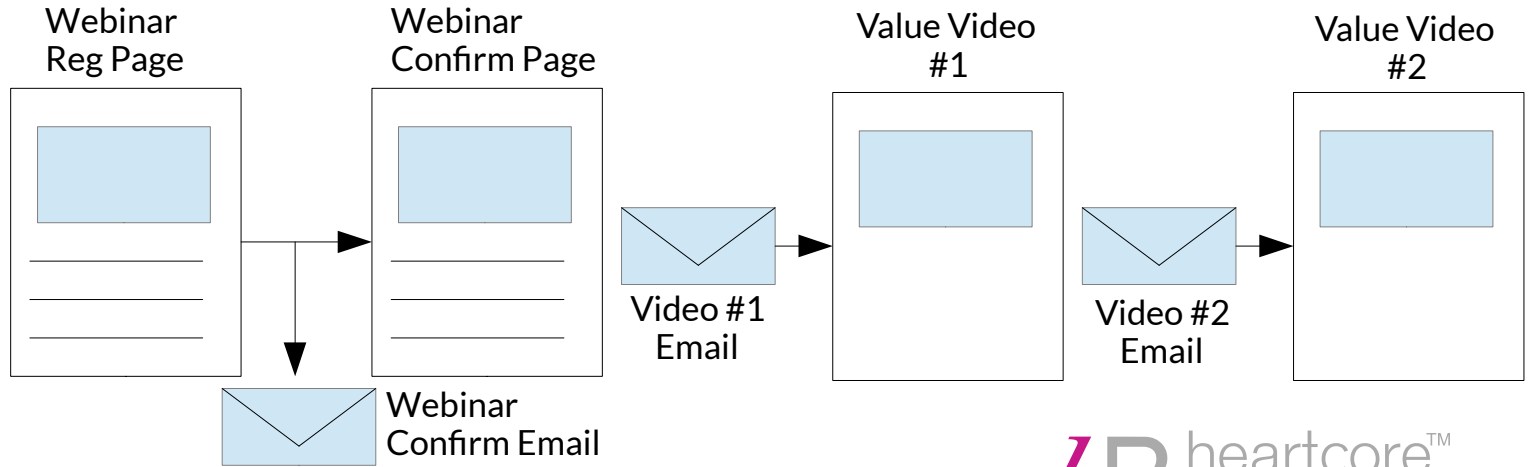 Webinar
Reg Page
Webinar
Confirm Page
Value Video
#1
Value Video
#2
Video #1
Email
Video #2
Email
Webinar
Confirm Email
heartcore™